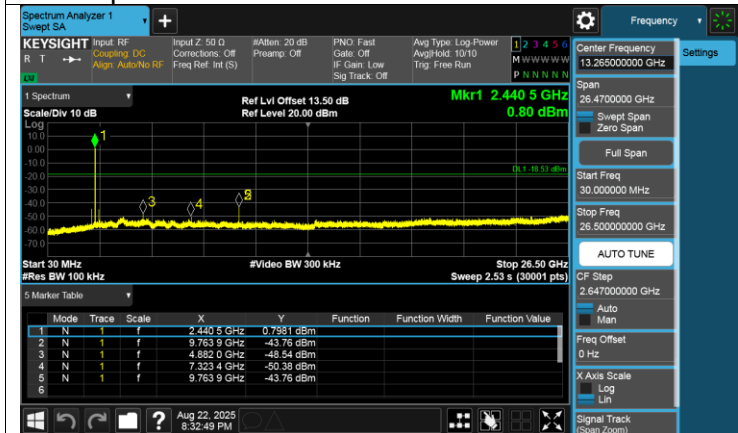 Spectrum Analyzer 1
Swept SA
Frequency
KEYSIGHT
R T
LXI
Input: RF
Coupling: DC
Align: Auto/No RF
Input Z: 50 Ω
Corrections: Off
Freq Ref: Int (S)
#Atten: 20 dB
Preamp: Off
PNO: Fast
Gate: Off
IF Gain: Low
Sig Track: Off
Avg Type: Log-Power
Avg|Hold: 10/10
Trig: Free Run
1 2 3 4 5 6
M W W W W W
P N N N N N
Center Frequency
13.265000000 GHz
Settings
Span
26.4700000 GHz
Swept Span
Zero Span
Full Span
Start Freq
30.000000 MHz
Stop Freq
26.500000000 GHz
AUTO TUNE
CF Step
2.647000000 GHz
Auto
Man
Freq Offset
0 Hz
X Axis Scale
Log
Lin
Signal Track
(Span Zoom)
1 Spectrum
Scale/Div 10 dB
Ref Lvl Offset 13.50 dB
Ref Level 20.00 dBm
Mkr1 2.440 5 GHz
0.80 dBm
Log
10.0
0.00
-10.0
-20.0
-30.0
-40.0
-50.0
-60.0
-70.0
1
3
4
DL1 -18.53 dBm
Start 30 MHz
#Res BW 100 kHz
#Video BW 300 kHz
Stop 26.50 GHz
Sweep 2.53 s (30001 pts)
5 Marker Table
Mode Trace Scale X Y Function Function Width Function Value
1 N 1 f 2.440 5 GHz 0.7981 dBm
2 N 1 f 9.763 9 GHz -43.76 dBm
3 N 1 f 4.882 0 GHz -48.54 dBm
4 N 1 f 7.323 4 GHz -50.38 dBm
5 N 1 f 9.763 9 GHz -43.76 dBm
6
?
Aug 22, 2025
8:32:49 PM